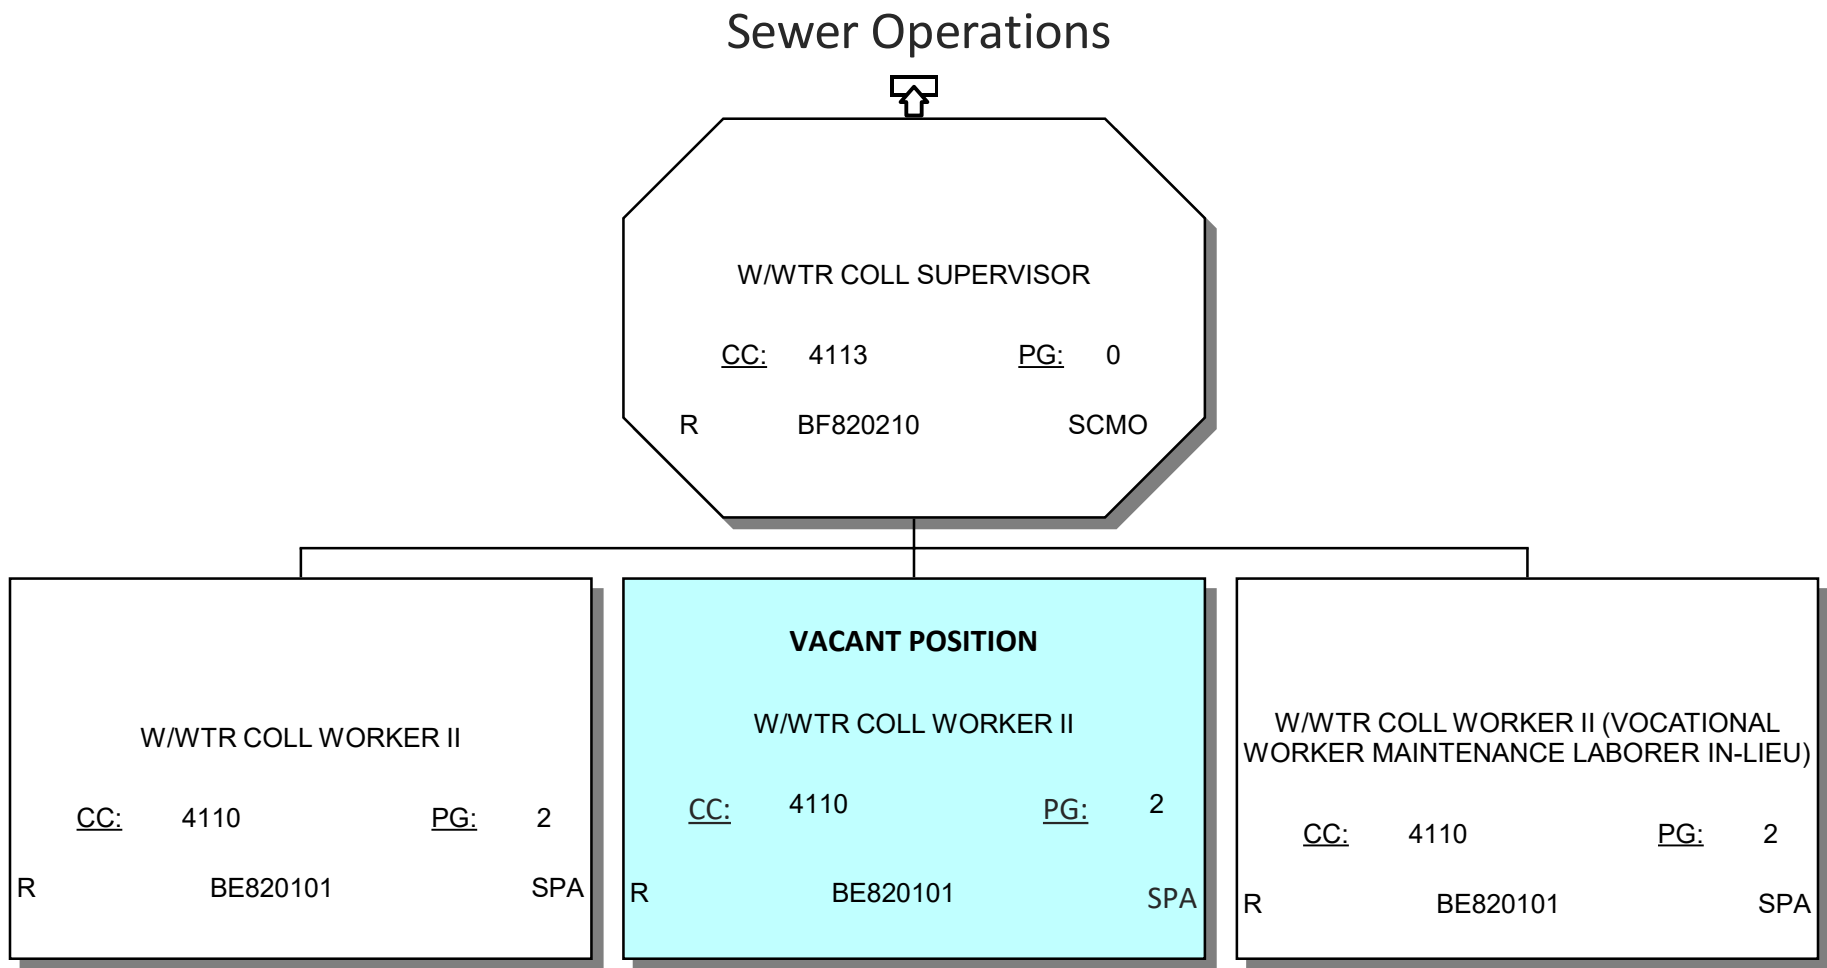 Sewer Operations
W/WTR COLL SUPERVISOR
CC: 4113 PG: 0
R BF820210 SCMO
W/WTR COLL WORKER II
CC: 4110 PG: 2
R BE820101 SPA
VACANT POSITION
W/WTR COLL WORKER II
CC: 4110 PG: 2
R BE820101 SPA
W/WTR COLL WORKER II (VOCATIONAL
WORKER MAINTENANCE LABORER IN-LIEU)
CC: 4110 PG: 2
R BE820101 SPA